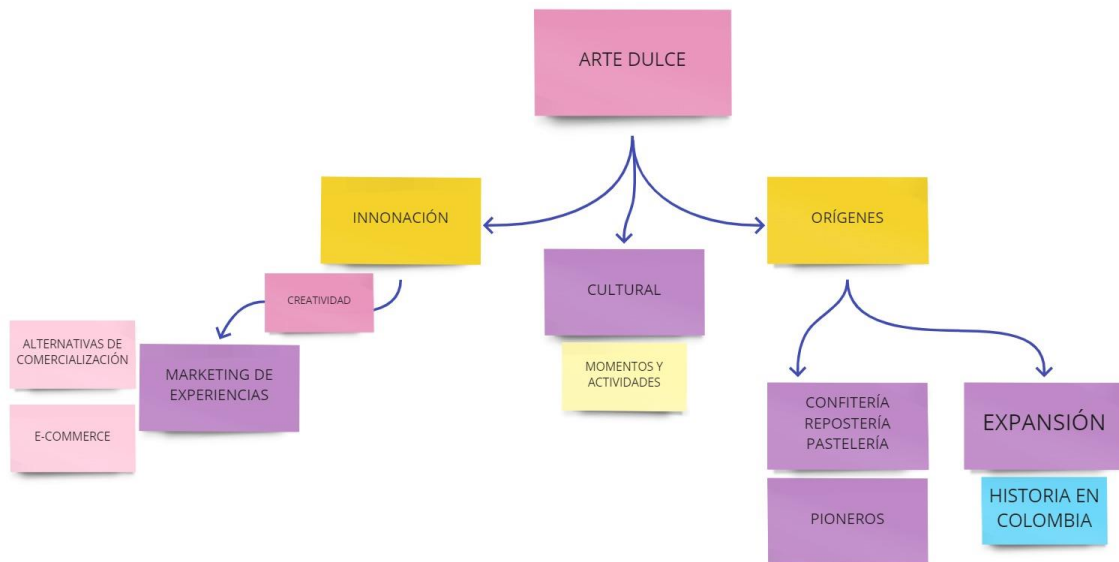 ARTE DULCE
INNONACIÓN
ORÍGENES
CULTURAL
CREATIVIDAD
ALTERNATIVAS DE
COMERCIALIZACIÓN
MARKETING DE
EXPERIENCIAS
E-COMMERCE
MOMENTOS Y
ACTIVIDADES
CONFITERÍA
REPOSTERÍA
PASTELERÍA
PIONEROS
EXPANSIÓN
HISTORIA EN
COLOMBIA